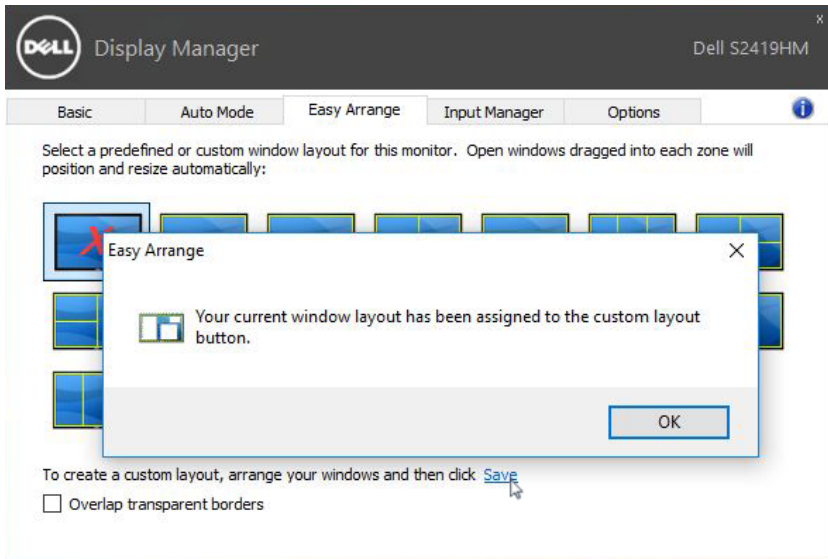 x
DELL Display Manager Dell S2419HM
Basic Auto Mode Easy Arrange Input Manager Options
Select a predefined or custom window layout for this monitor. Open windows dragged into each zone will
position and resize automatically:
Easy Arrange
Your current window layout has been assigned to the custom layout
button.
OK
To create a custom layout, arrange your windows and then click Save
Overlap transparent borders